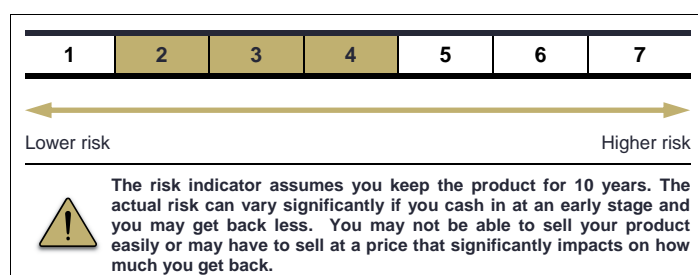 1 2 3 4 5 6 7
Lower risk Higher risk
The risk indicator assumes you keep the product for 10 years. The
actual risk can vary significantly if you cash in at an early stage and
you may get back less. You may not be able to sell your product
easily or may have to sell at a price that significantly impacts on how
much you get back.